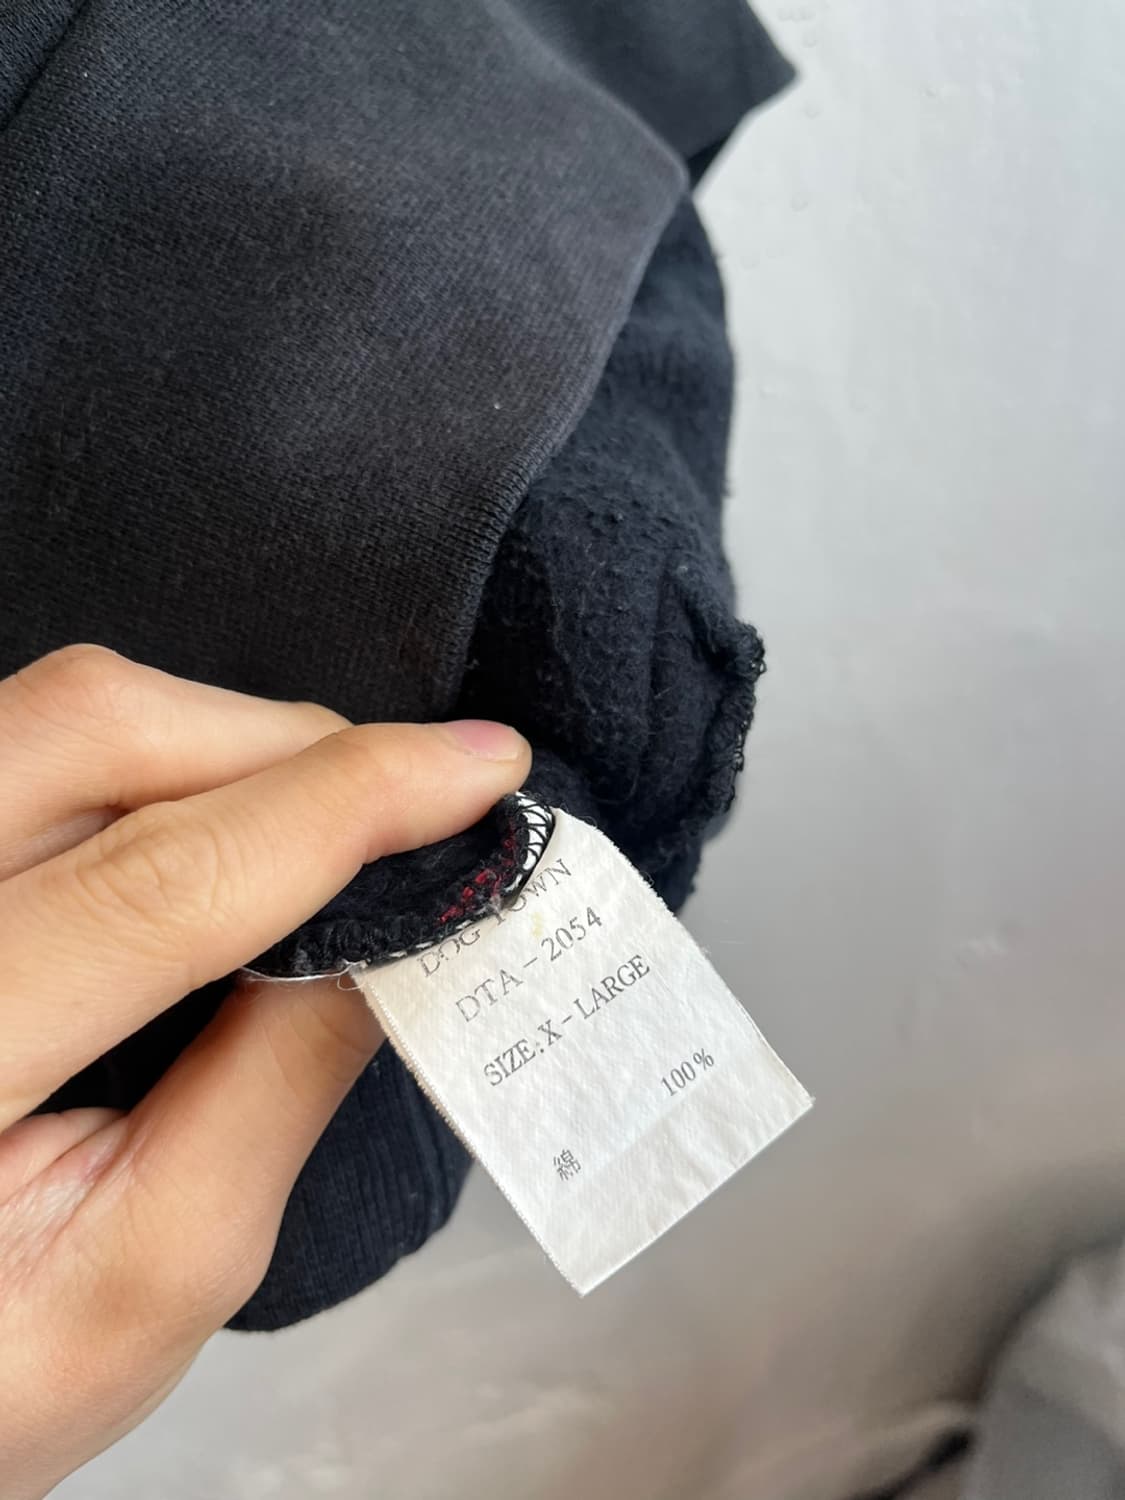 DOG TOWN
DTA-2054
SIZE:X-LARGE
綿 100%